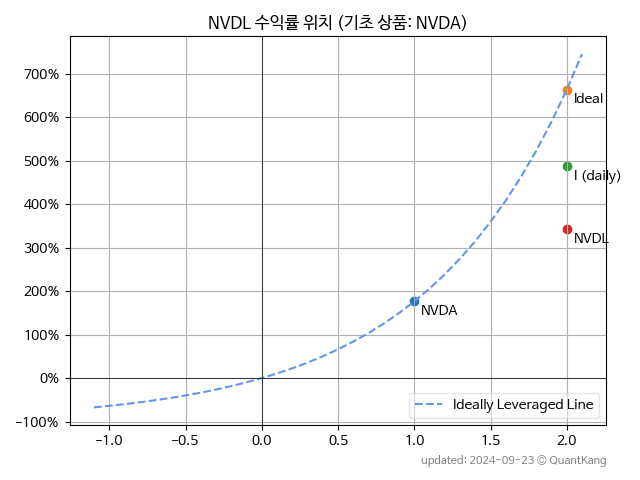 NVDL 수익률 위치 (기초 상품: NVDA)
700%
600%
500%
400%
300%
200%
100%
0%
−100%
Ideal
I (daily)
NVDL
NVDA
Ideally Leveraged Line
−1.0 −0.5 0.0 0.5 1.0 1.5 2.0
updated: 2024-09-23 © QuantKang